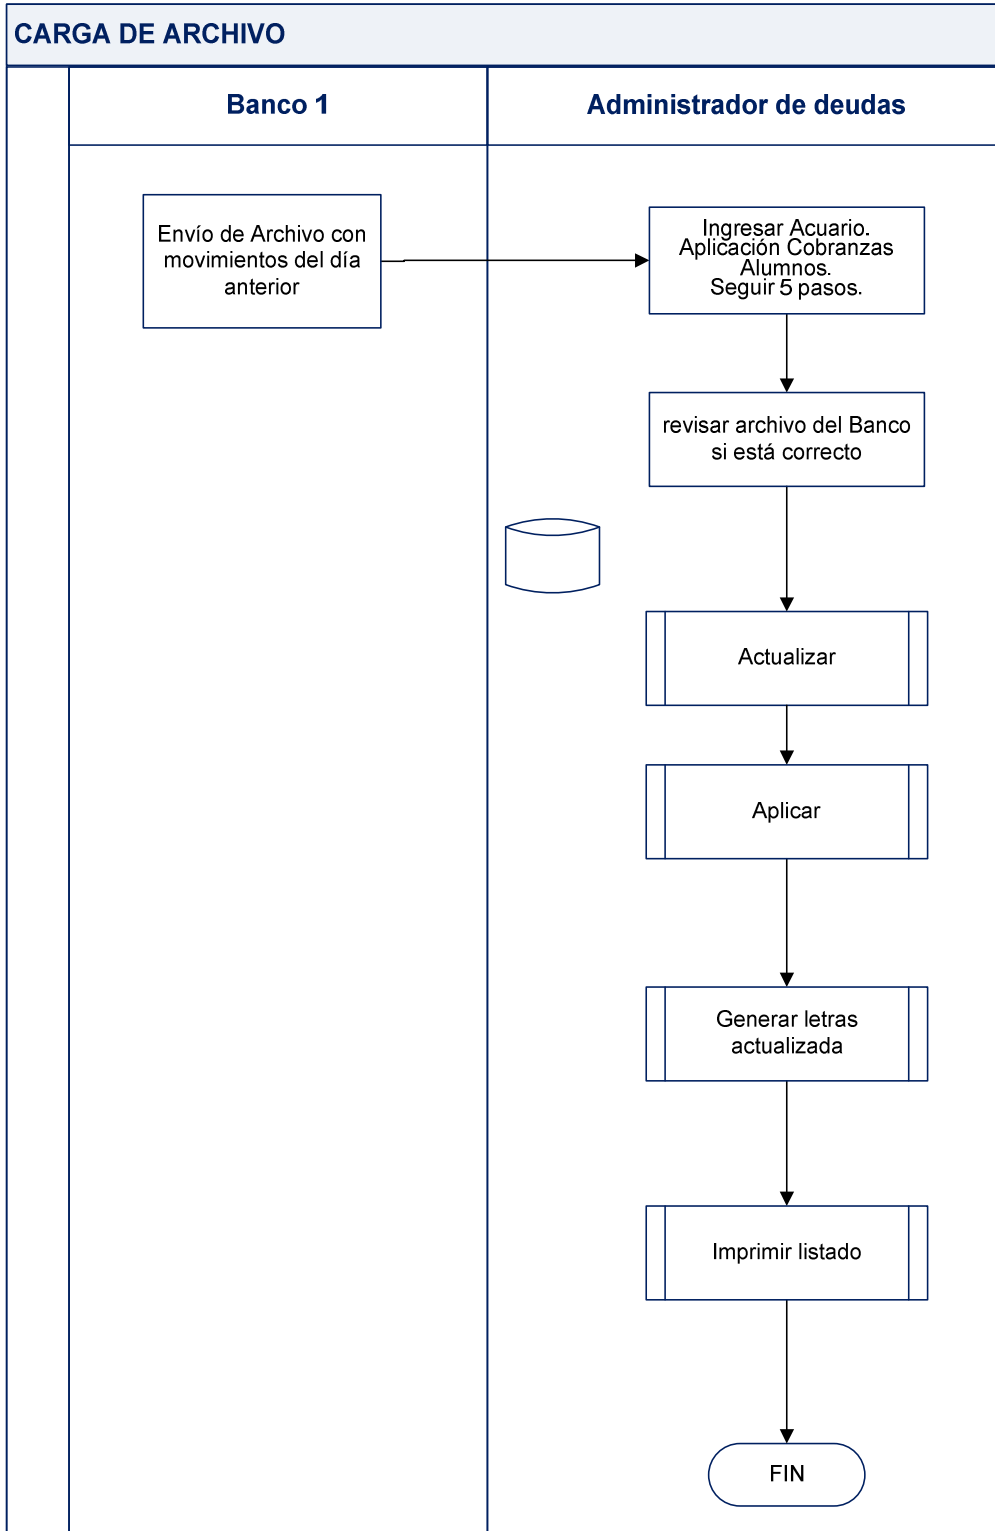 CARGA DE ARCHIVO
Banco 1
Administrador de deudas
Envío de Archivo con
movimientos del día
anterior
Ingresar Acuario.
Aplicación Cobranzas
Alumnos.
Seguir 5 pasos.
revisar archivo del Banco
si está correcto
Actualizar
Aplicar
Generar letras
actualizada
Imprimir listado
FIN